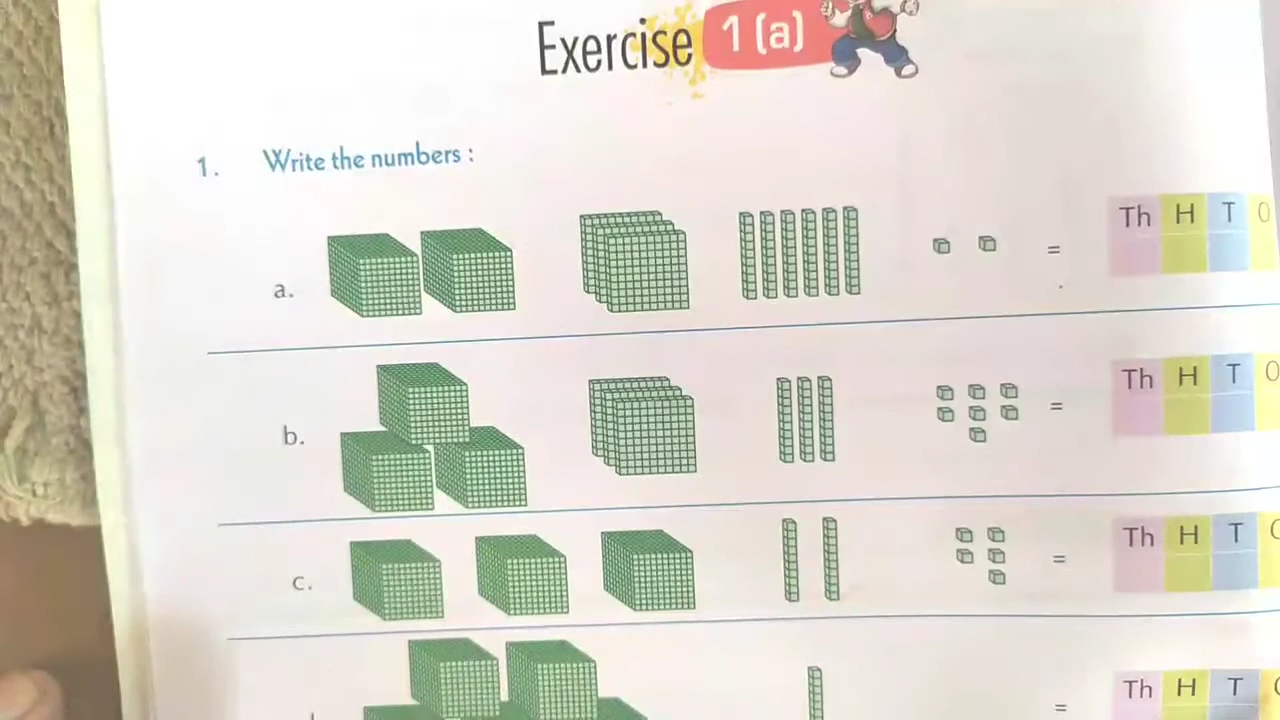 Exercise 1 (a)
1. Write the numbers :
Th H T O
a. =
Th H T O
b. =
Th H T
c. =
Th H T
=